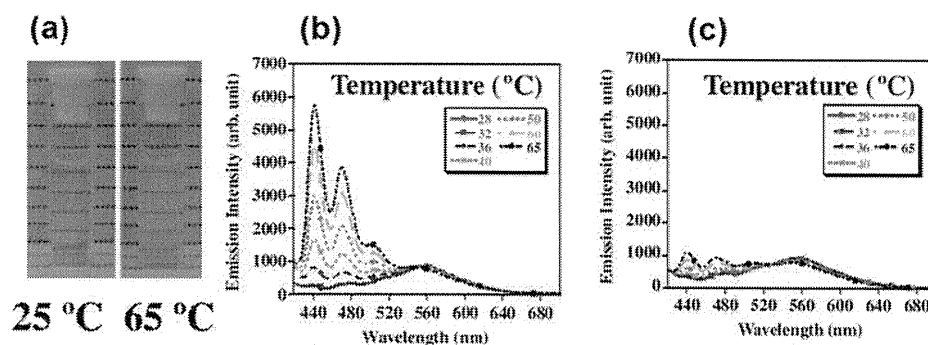 (a)
(b)
(c)
25 °C 65 °C
Emission Intensity (arb. unit)
7000
6000
5000
4000
3000
2000
1000
0
Temperature (°C)
28 50
32 60
36 65
40
440 480 520 560 600 640 680
Wavelength (nm)
Emission Intensity (arb. unit)
7000
6000
5000
4000
3000
2000
1000
0
Temperature (°C)
28 50
32 60
36 65
40
440 480 520 560 600 640 680
Wavelength (nm)